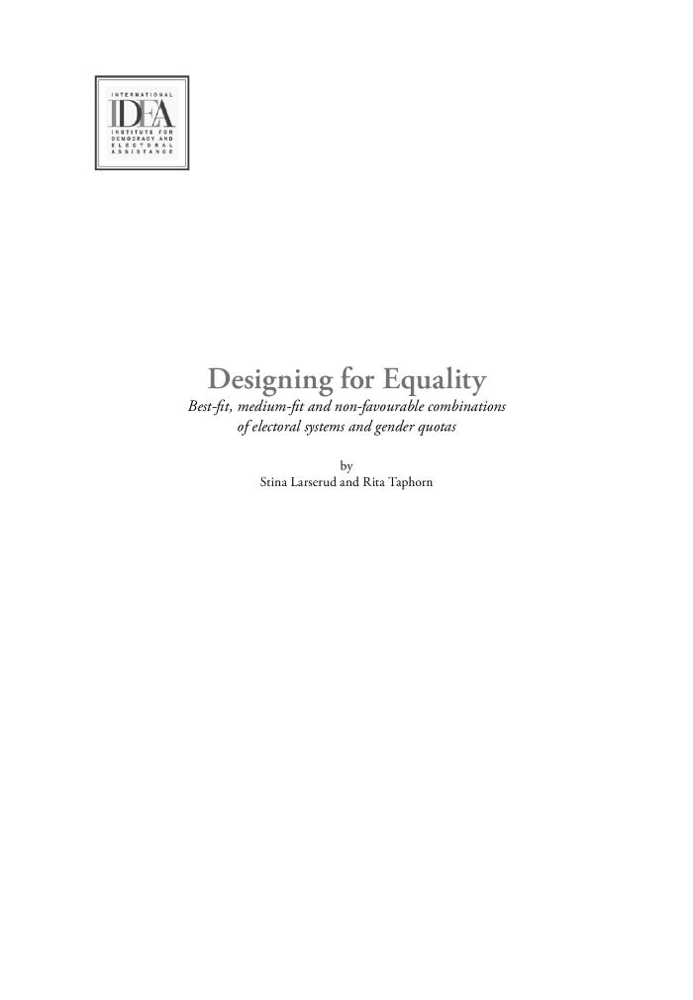 INTERNATIONAL
IDEA
INSTITUTE FOR
DEMOCRACY AND
ELECTORAL
ASSISTANCE
Designing for Equality
Best-fit, medium-fit and non-favourable combinations
of electoral systems and gender quotas
by
Stina Larserud and Rita Taphorn